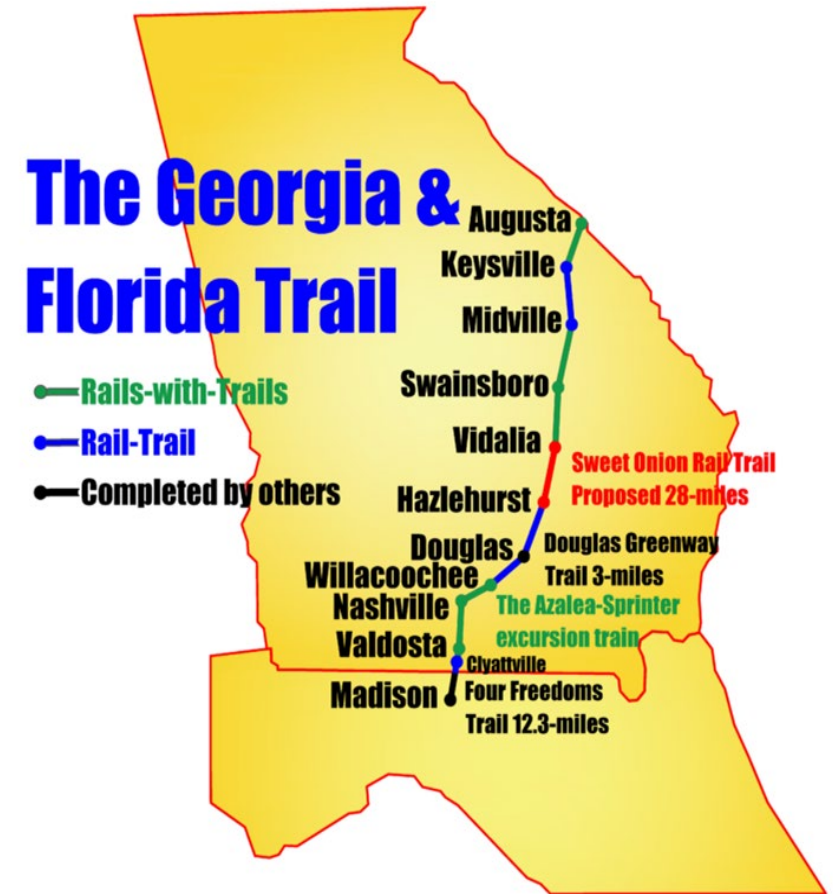 The Georgia &
Florida Trail
Rails-with-Trails
Rail-Trail
Completed by others
Augusta
Keysville
Midville
Swainsboro
Vidalia
Sweet Onion Rail Trail
Proposed 28-miles
Hazlehurst
Douglas
Douglas Greenway
Trail 3-miles
Willacoochee
Nashville
The Azalea-Sprinter
excursion train
Valdosta
Clyattville
Madison
Four Freedoms
Trail 12.3-miles